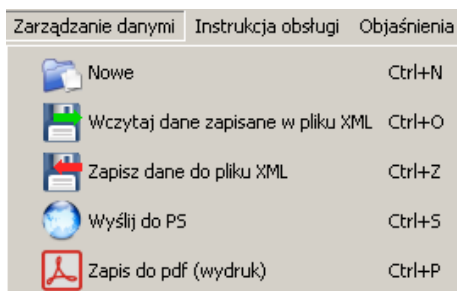 Zarządzanie danymi Instrukcja obsługi Objaśnienia
Nowe Ctrl+N
Wczytaj dane zapisane w pliku XML Ctrl+O
Zapisz dane do pliku XML Ctrl+Z
Wyślij do PS Ctrl+S
Zapis do pdf (wydruk) Ctrl+P